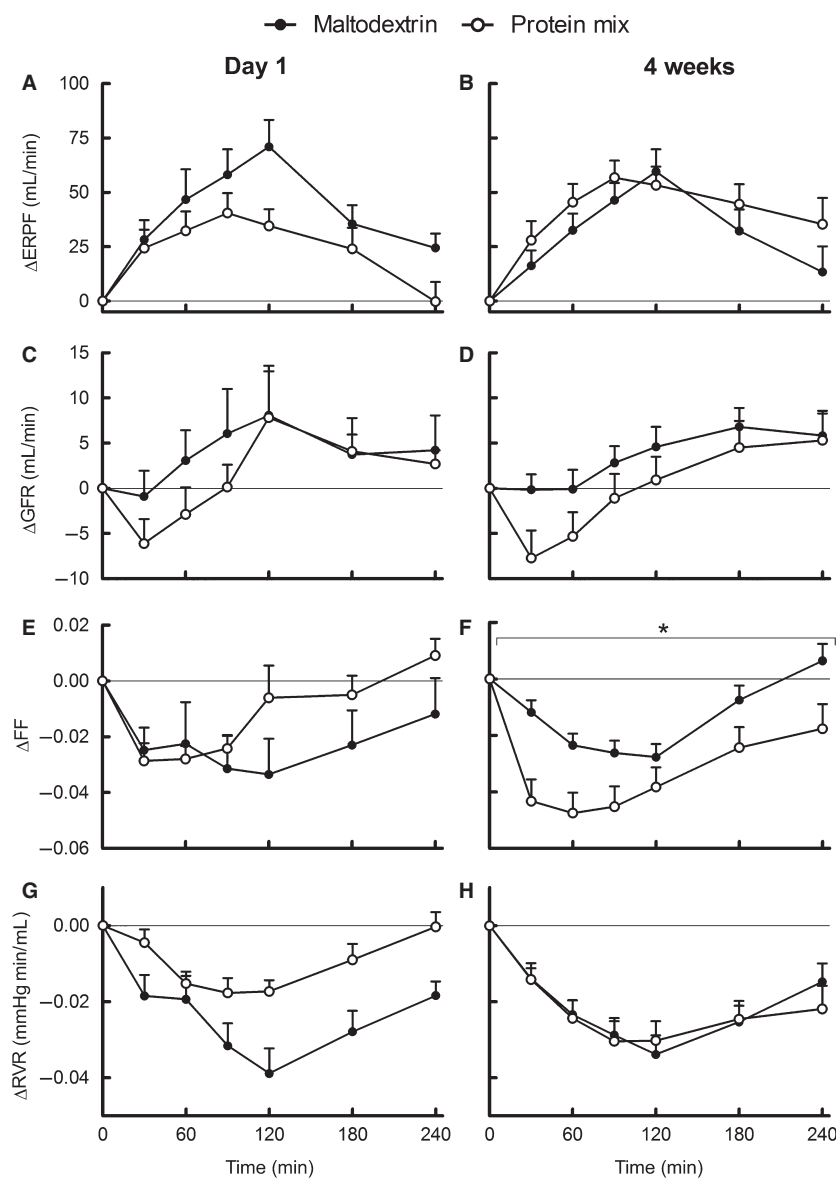 Maltodextrin Protein mix
Day 1 4 weeks
A B
100
75
50
25
0
ΔERPF (mL/min)
C D
15
10
5
0
−5
−10
ΔGFR (mL/min)
E F
0.02
0.00
−0.02
−0.04
−0.06
ΔFF
*
G H
0.00
−0.02
−0.04
ΔRVR (mmHg min/mL)
0 60 120 180 240 0 60 120 180 240
Time (min) Time (min)